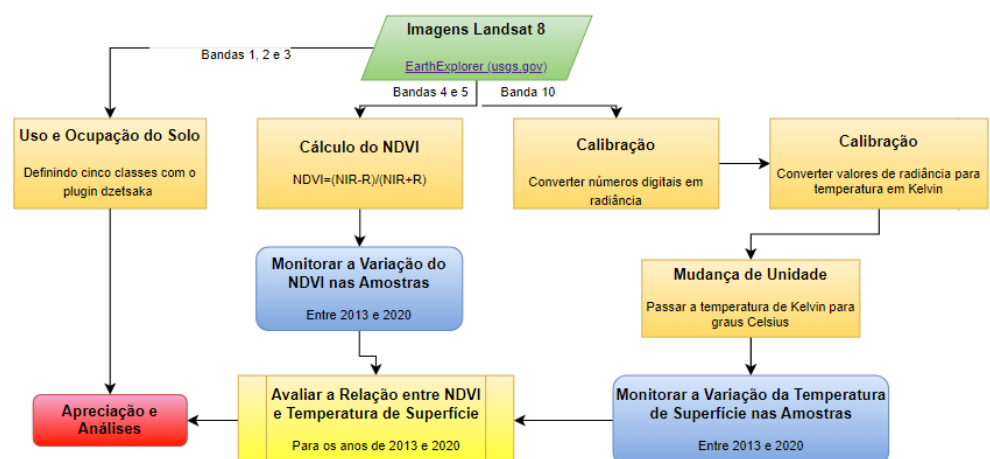 Imagens Landsat 8
EarthExplorer (usgs.gov)
Bandas 1, 2 e 3
Bandas 4 e 5
Banda 10
Uso e Ocupação do Solo
Definindo cinco classes com o
plugin dzetsaka
Cálculo do NDVI
NDVI=(NIR-R)/(NIR+R)
Calibração
Converter números digitais em
radiância
Calibração
Converter valores de radiância para
temperatura em Kelvin
Monitorar a Variação do
NDVI nas Amostras
Entre 2013 e 2020
Mudança de Unidade
Passar a temperatura de Kelvin para
graus Celsius
Apreciação e
Análises
Avaliar a Relação entre NDVI
e Temperatura de Superfície
Para os anos de 2013 e 2020
Monitorar a Variação da Temperatura
de Superfície nas Amostras
Entre 2013 e 2020